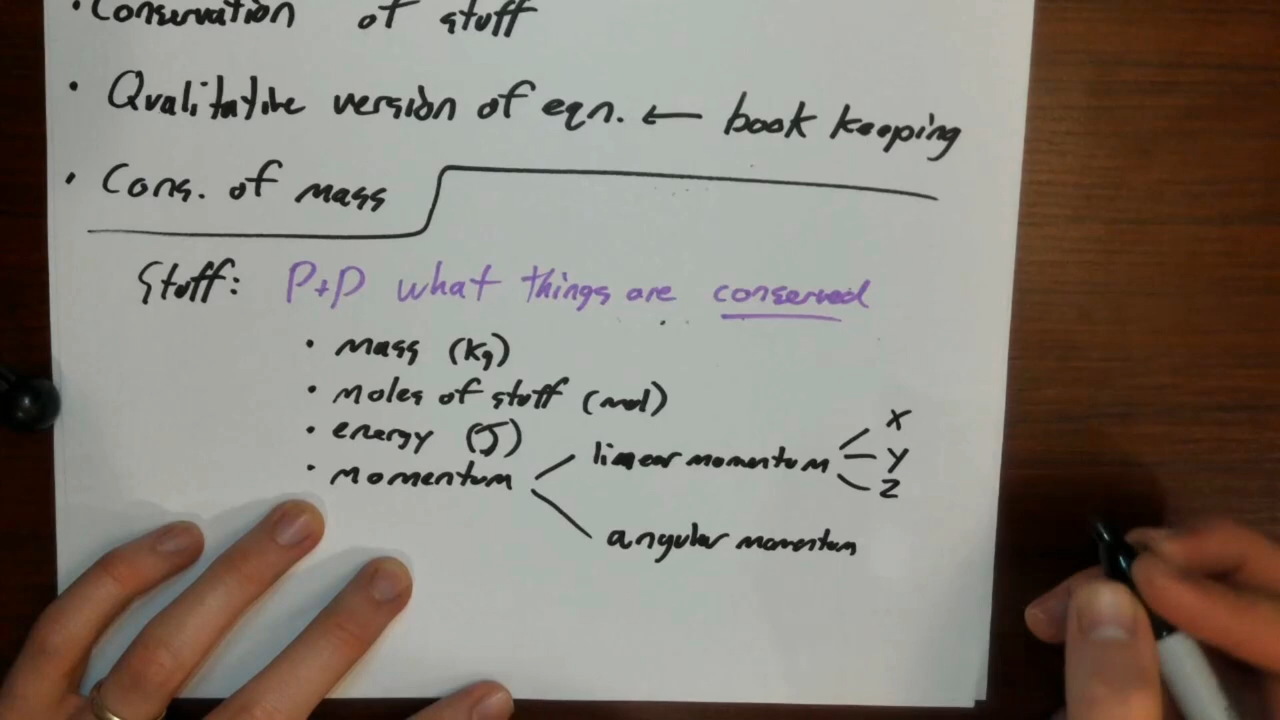 • Conservation of stuff
• Qualitative version of eqn. ← book keeping
• Cons. of mass
Stuff: P+P what things are conserved
• mass (kg)
• moles of stuff (mol)
• energy (J)
• momentum
linear momentum
x
y
z
angular momentum